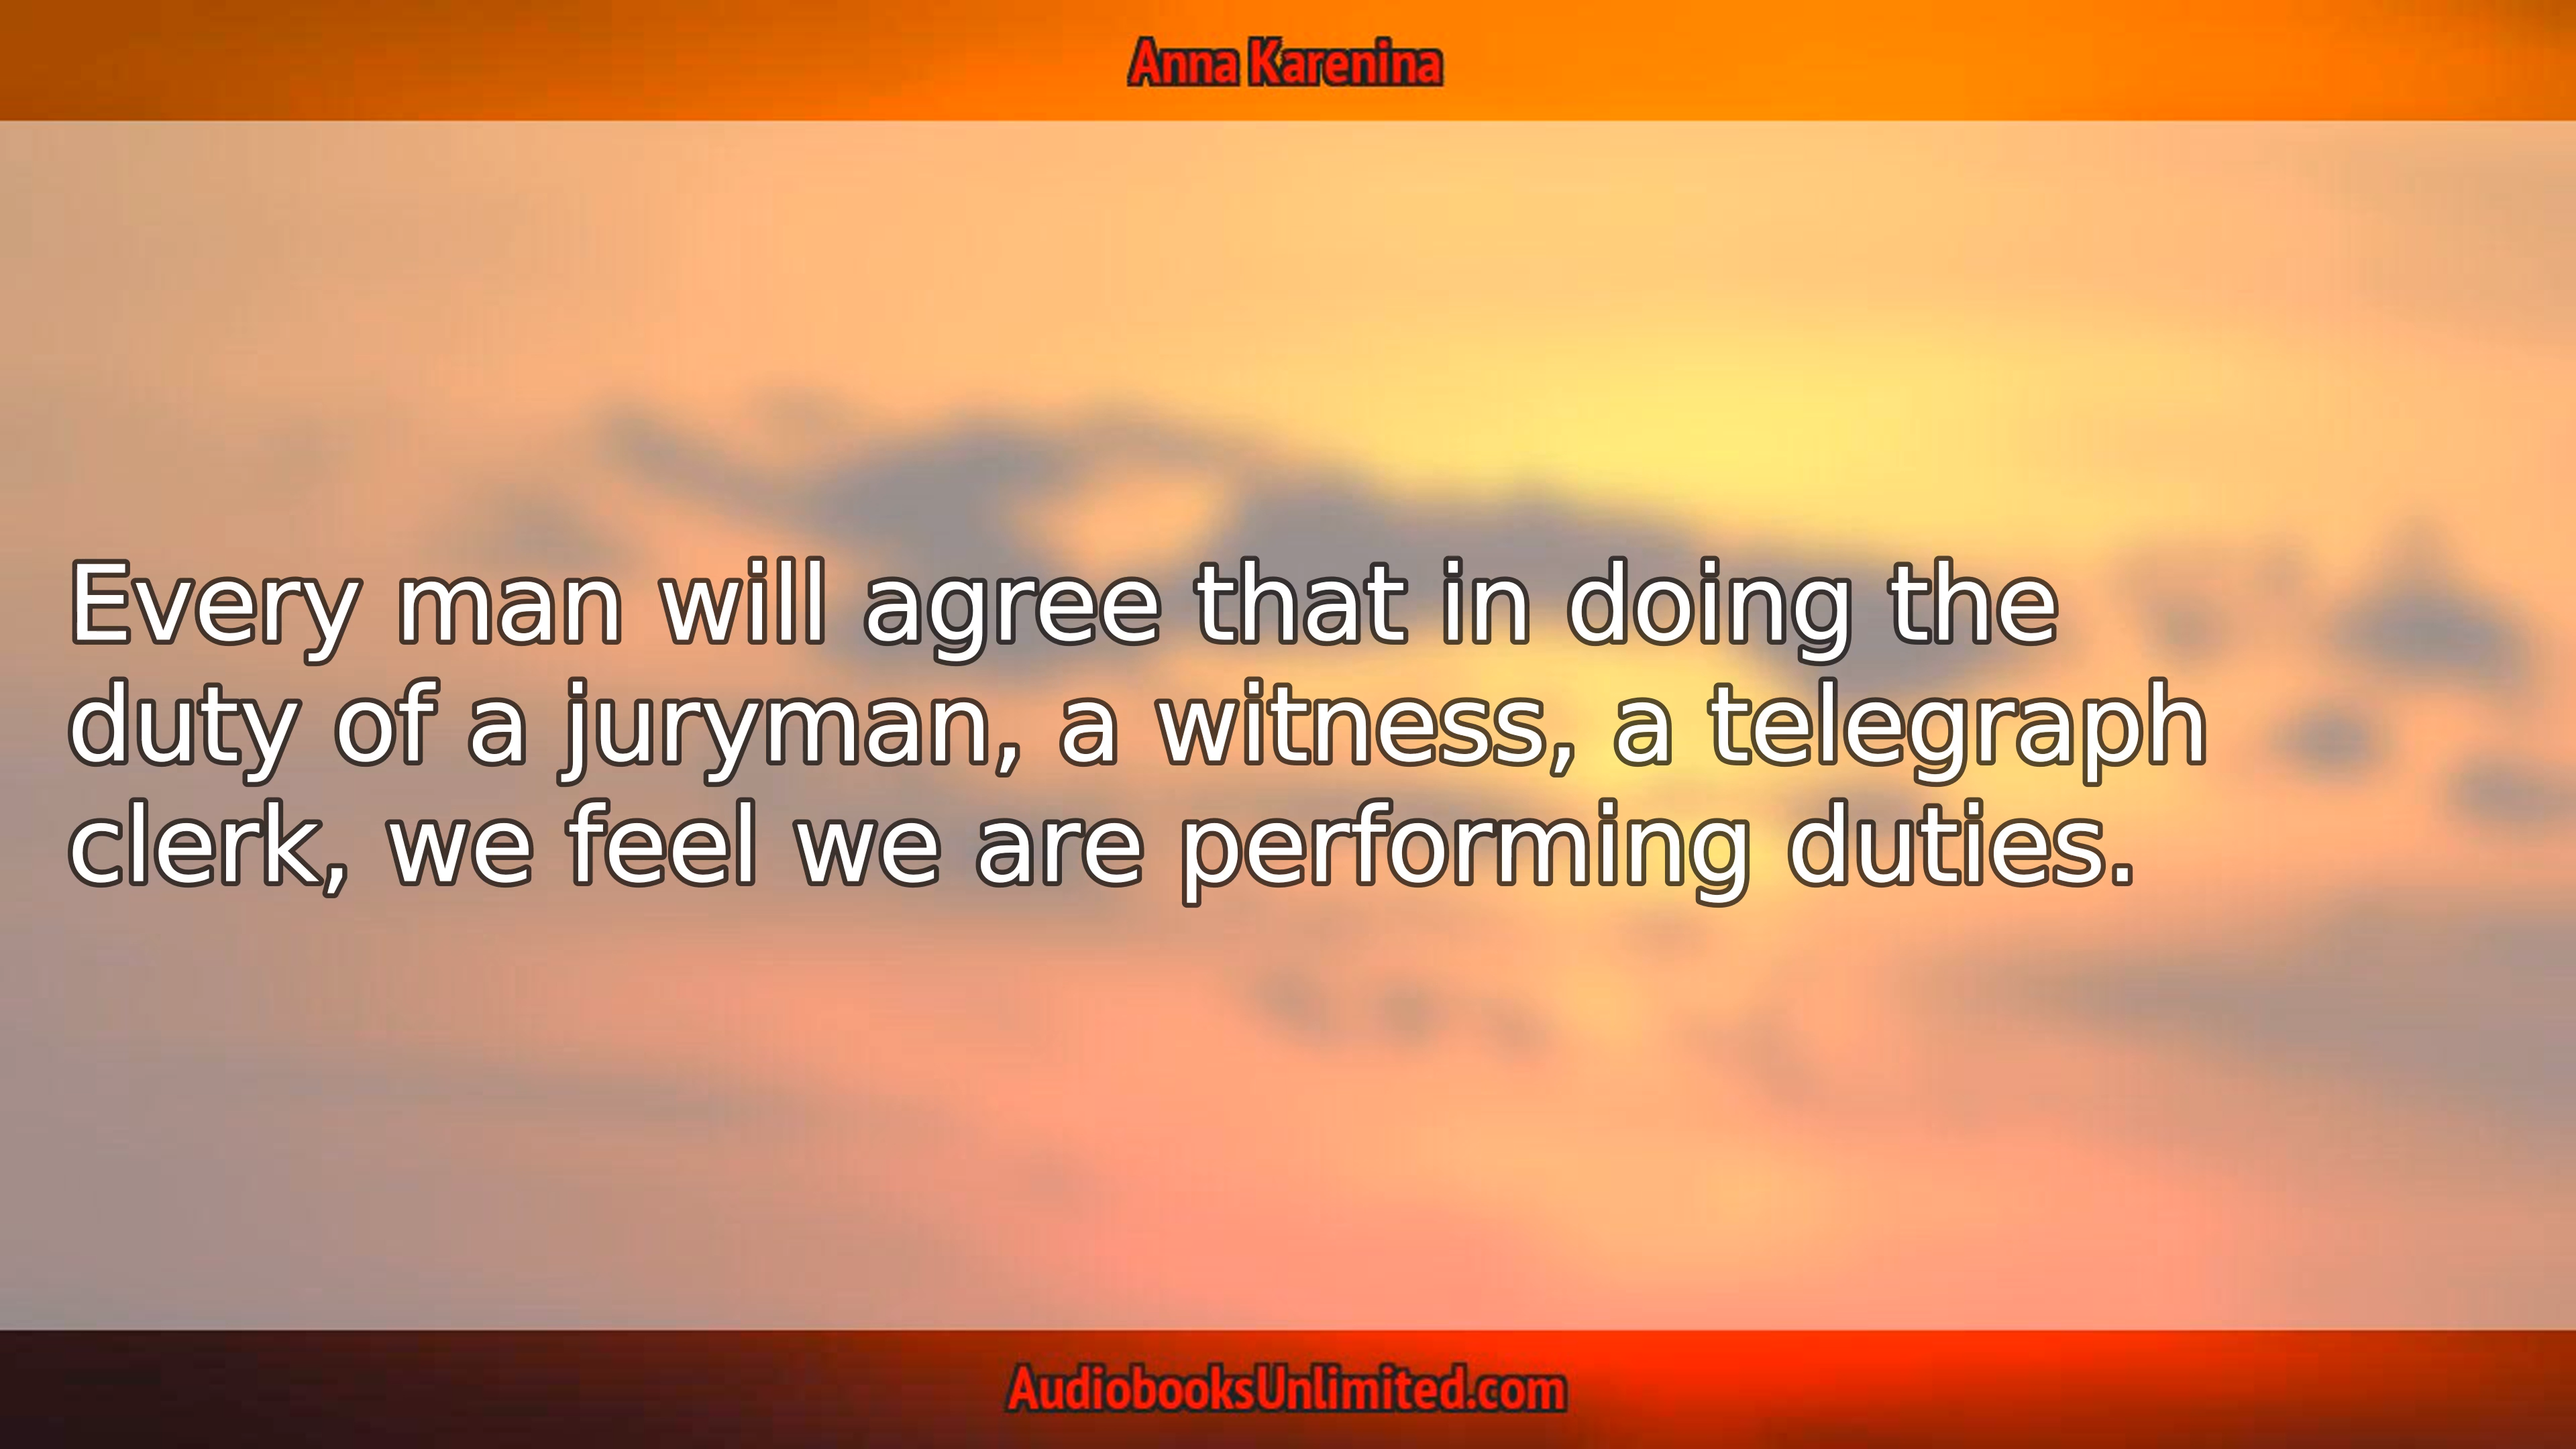 Anna Karenina
Every man will agree that in doing the
duty of a juryman, a witness, a telegraph
clerk, we feel we are performing duties.
AudiobooksUnlimited.com